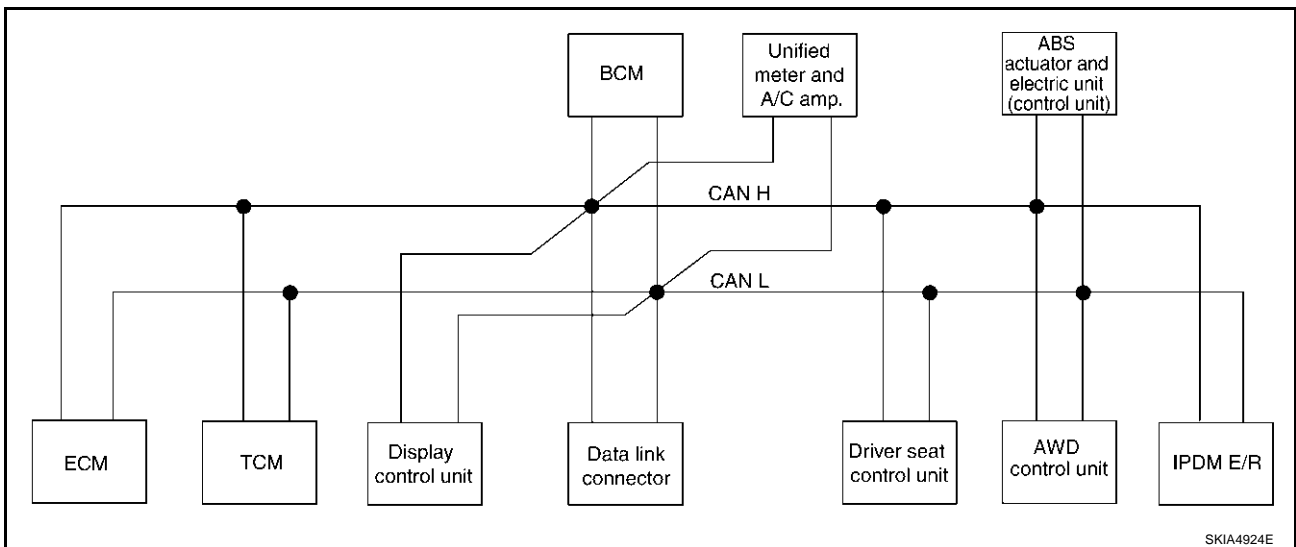 BCM
Unified
meter and
A/C amp.
ABS
actuator and
electric unit
(control unit)
CAN H
CAN L
ECM
TCM
Display
control unit
Data link
connector
Driver seat
control unit
AWD
control unit
IPDM E/R
SKIA4924E